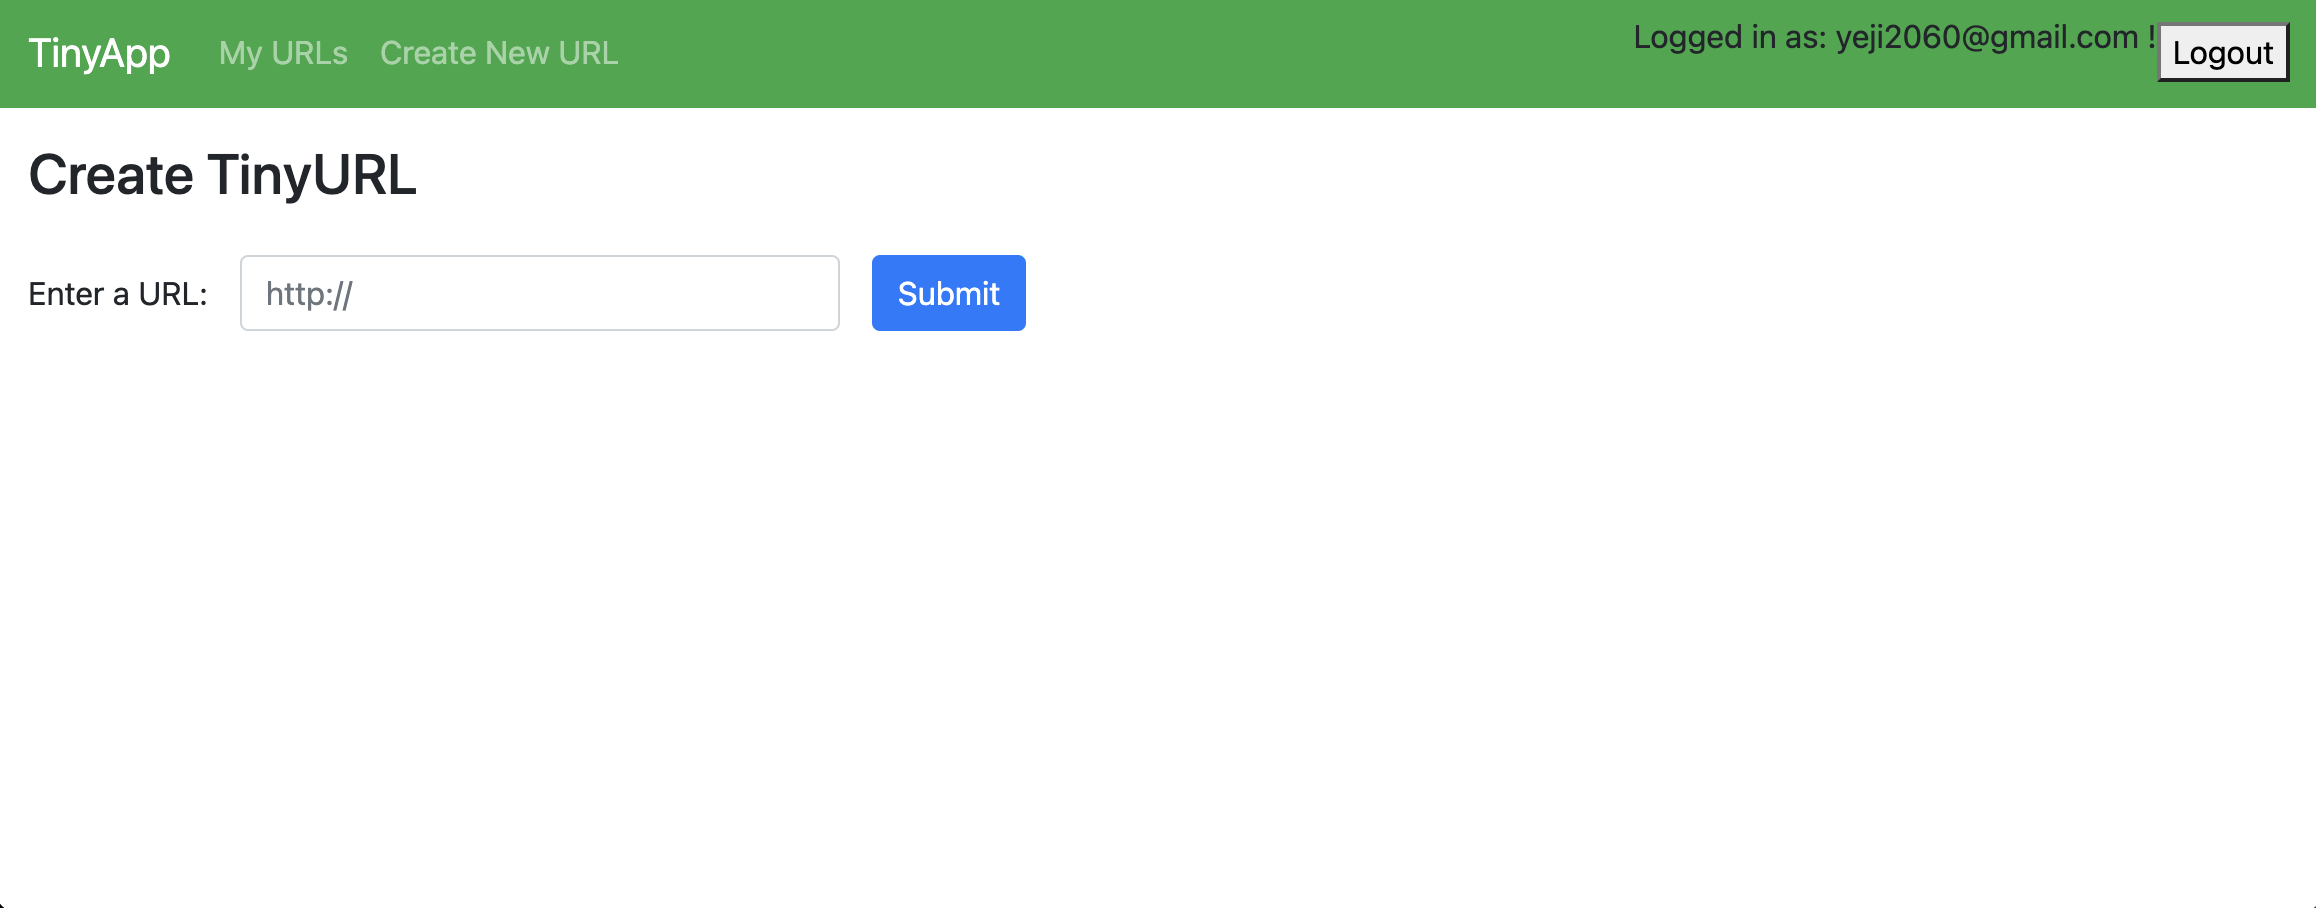 TinyApp My URLs Create New URL Logged in as: yeji2060@gmail.com ! Logout
Create TinyURL
Enter a URL: http:// Submit